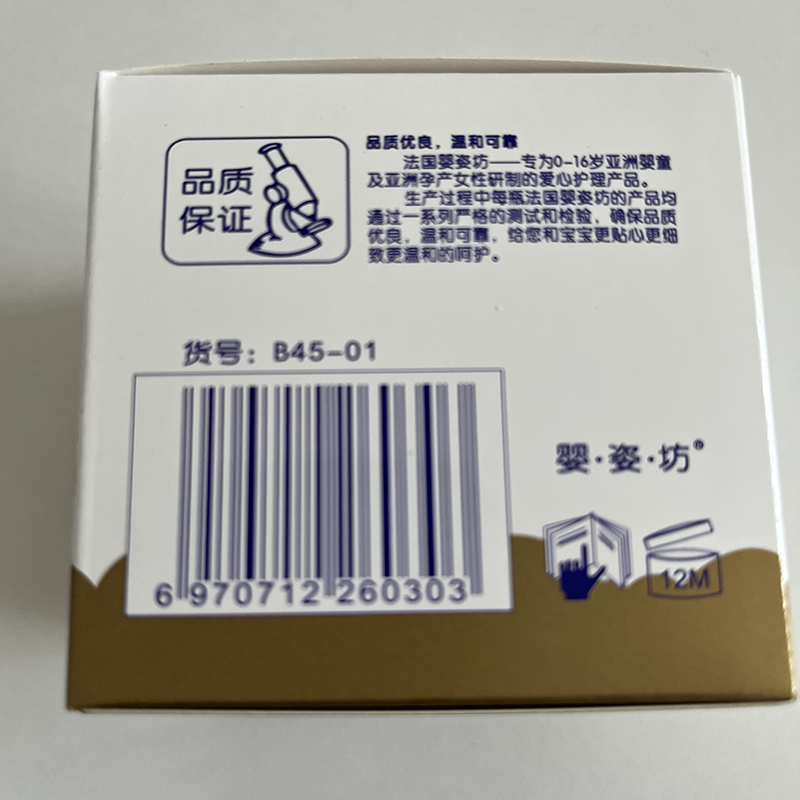 品质
保证
品质优良，温和可靠
法国婴姿坊——专为0-16岁亚洲婴童
及亚洲孕产女性研制的爱心护理产品。
生产过程中每瓶法国婴姿坊的产品均
通过一系列严格的测试和检验，确保品质
优良，温和可靠，给您和宝宝更贴心更细
致更温和的呵护。
货号：B45-01
6 970712 260303
婴·姿·坊®
12M